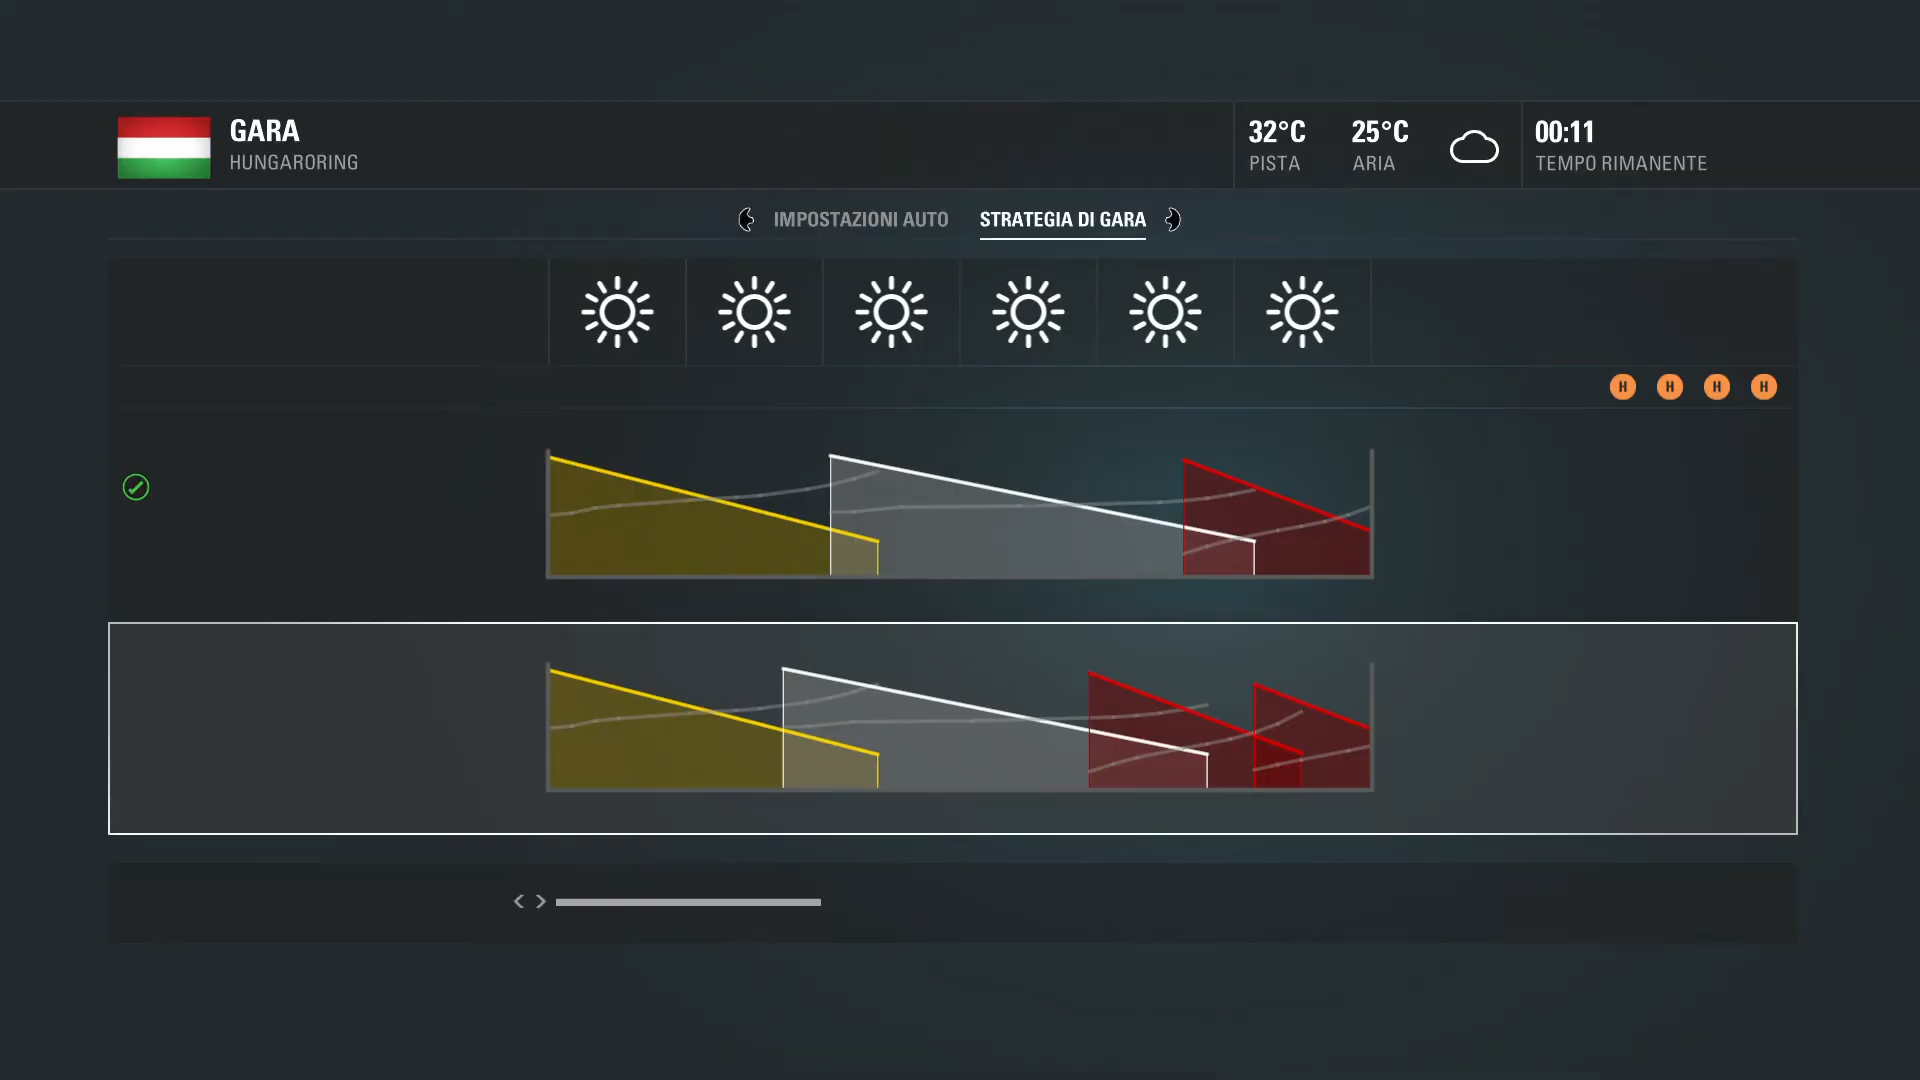 GARA
HUNGARORING
32°C 25°C
PISTA ARIA
00:11
TEMPO RIMANENTE
IMPOSTAZIONI AUTO STRATEGIA DI GARA
H H H H